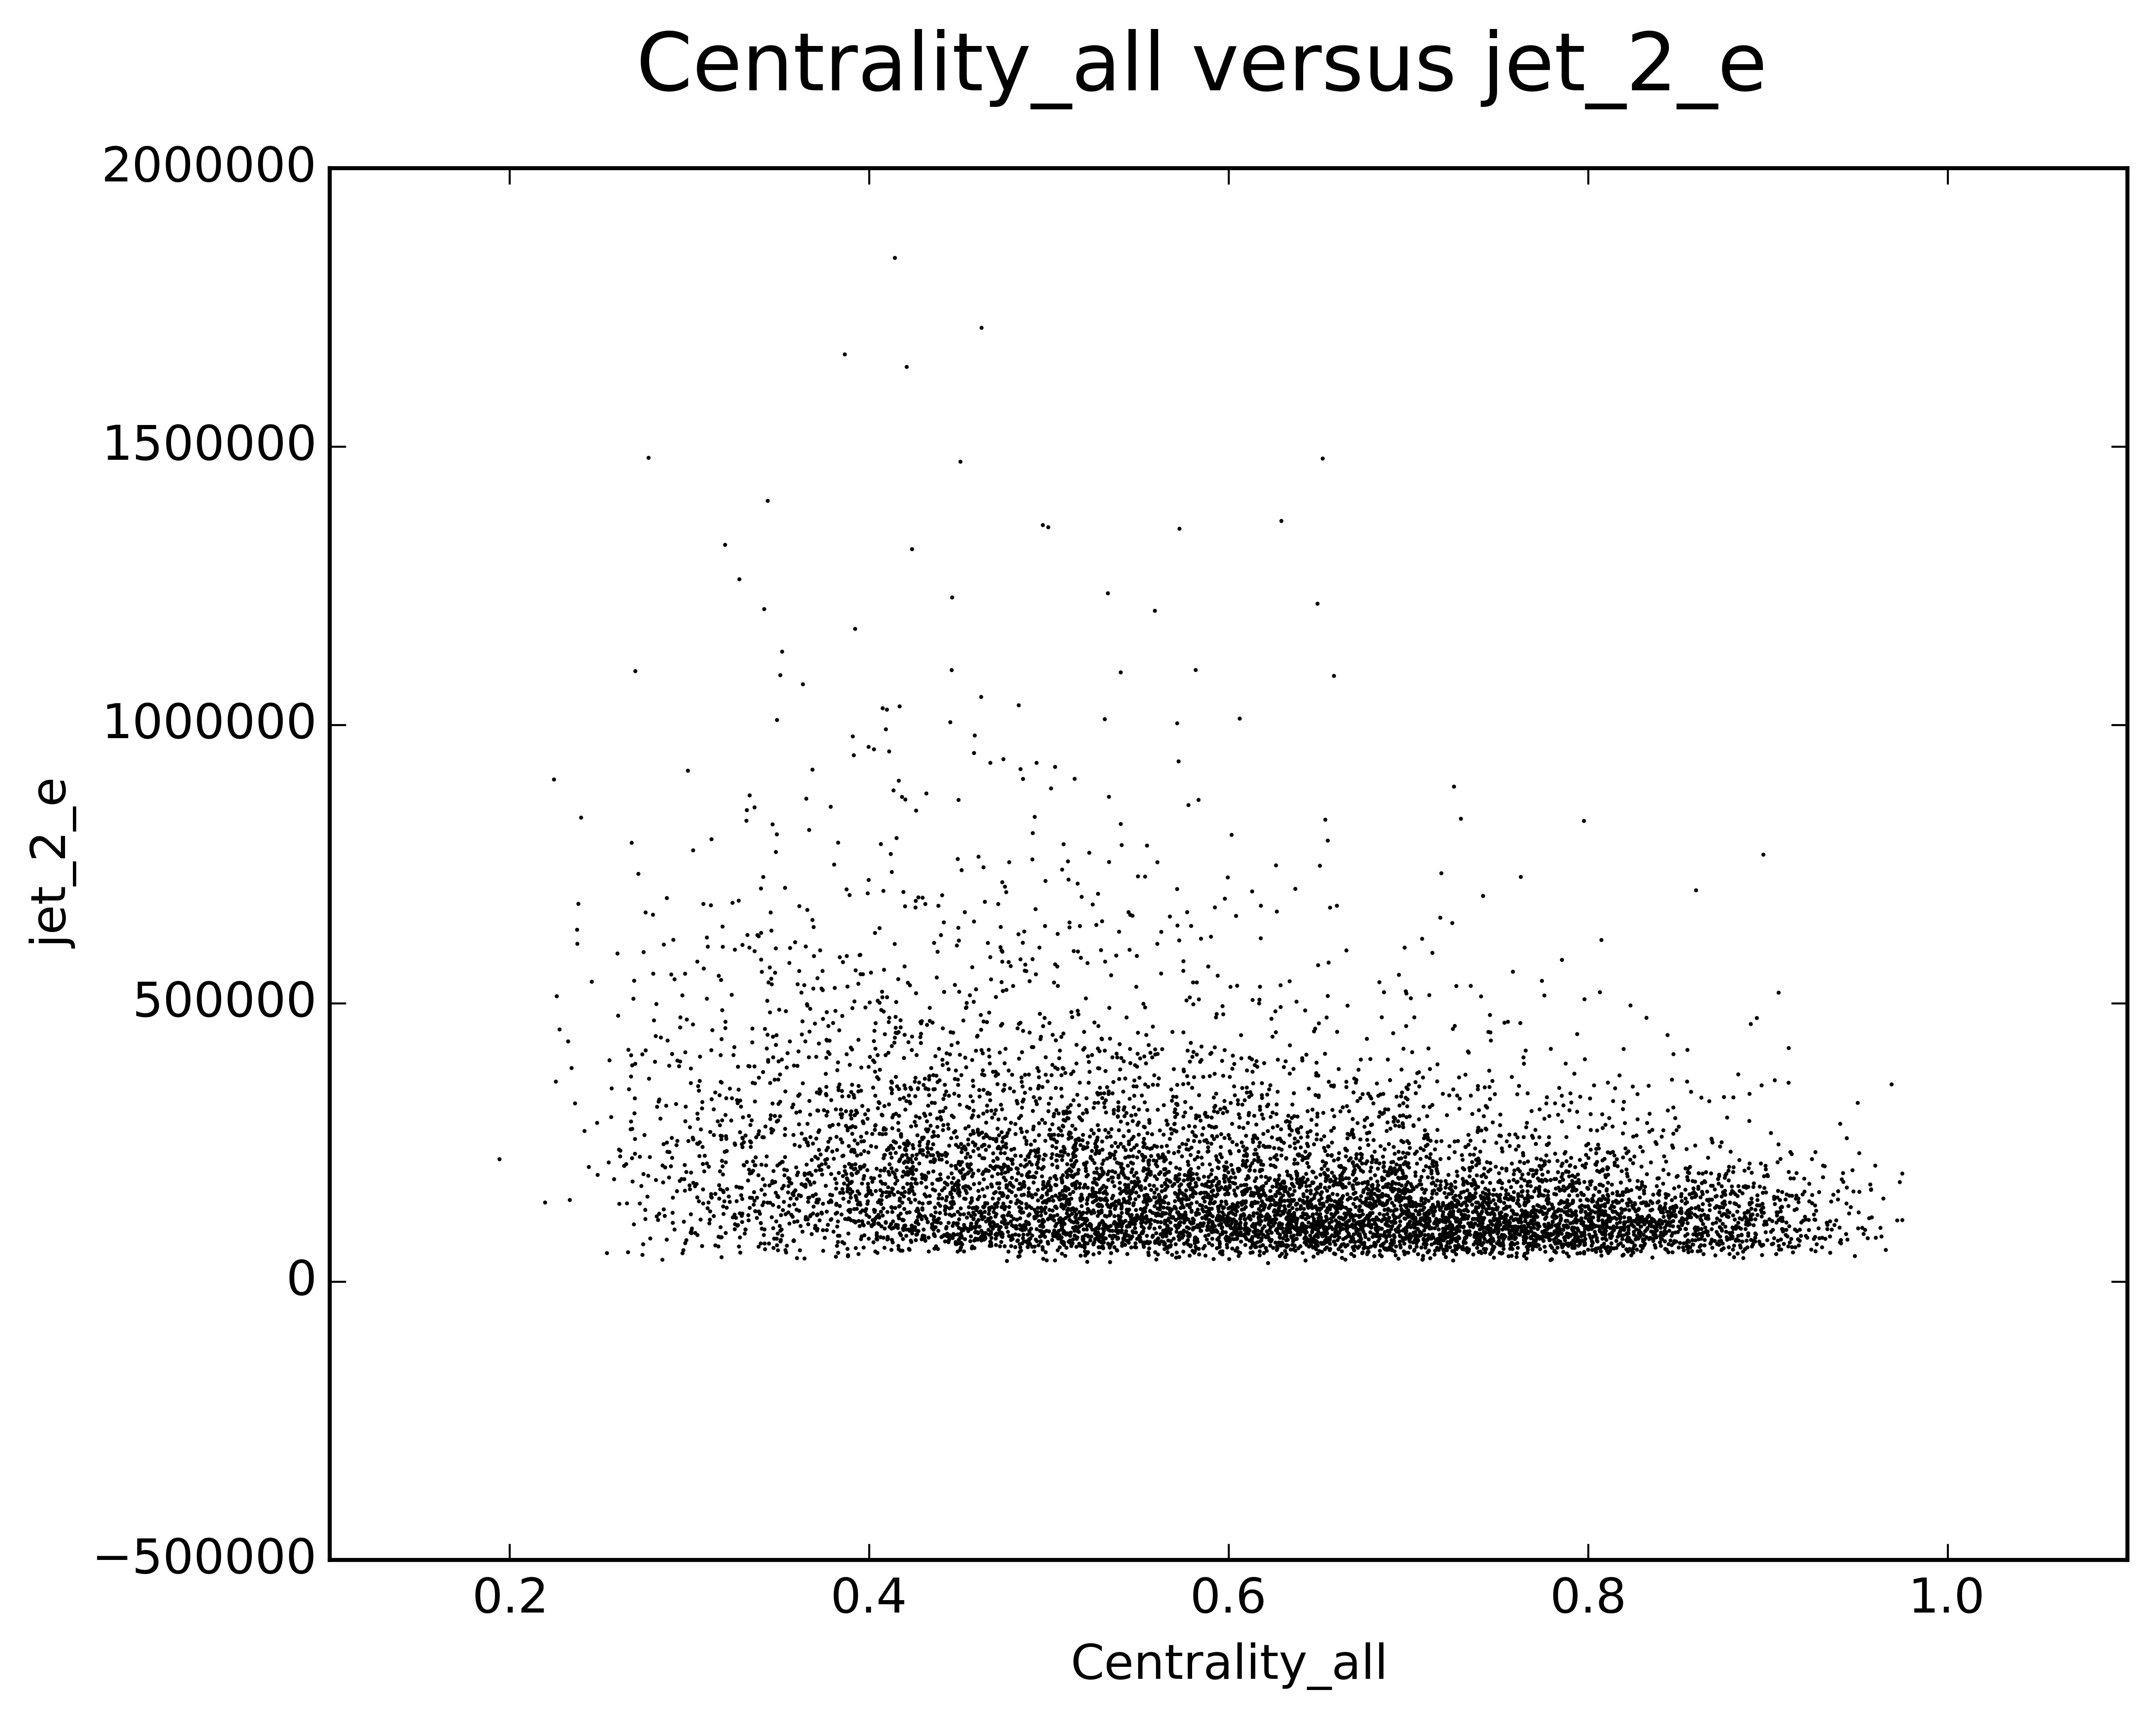 Centrality_all versus jet_2_e
2000000
1500000
1000000
500000
0
−500000
jet_2_e
0.2 0.4 0.6 0.8 1.0
Centrality_all